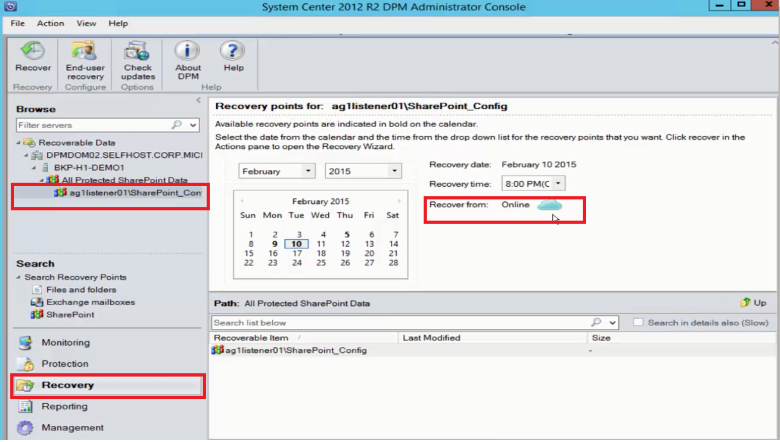 System Center 2012 R2 DPM Administrator Console
File Action View Help
Recover
End-user recovery
Check updates
About DPM
Help
Recovery Configure Options Help
Browse
Filter servers
Recoverable Data
DPMDOM02.SELFHOST.CORP.MICI
BKP-H1-DEMO1
All Protected SharePoint Data
ag1listener01\SharePoint_Con
Search
Search Recovery Points
Files and folders
Exchange mailboxes
SharePoint
Monitoring
Protection
Recovery
Reporting
Management
Recovery points for: ag1listener01\SharePoint_Config
Available recovery points are indicated in bold on the calendar.
Select the date from the calendar and the time from the drop down list for the recovery points that you want. Click recover in the
Actions pane to open the Recovery Wizard.
February 2015
February 2015
Sun Mon Tue Wed Thu Fri Sat
1 2 3 4 5 6 7
8 9 10 11 12 13 14
15 16 17 18 19 20 21
22 23 24 25 26 27 28
Recovery date: February 10 2015
Recovery time: 8:00 PM(C
Recover from: Online
Path: All Protected SharePoint Data
Up
Search list below
Search in details also (Slow)
Recoverable Item Last Modified Size
ag1listener01\SharePoint_Config -